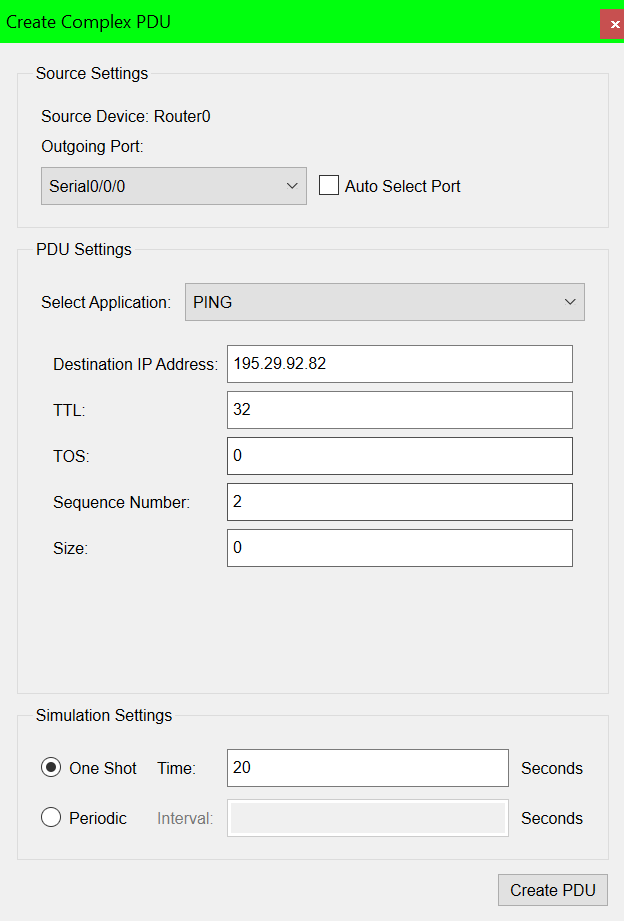 Create Complex PDU
Source Settings
Source Device: Router0
Outgoing Port:
Serial0/0/0 Auto Select Port
PDU Settings
Select Application: PING
Destination IP Address: 195.29.92.82
TTL: 32
TOS: 0
Sequence Number: 2
Size: 0
Simulation Settings
One Shot Time: 20 Seconds
Periodic Interval: Seconds
Create PDU